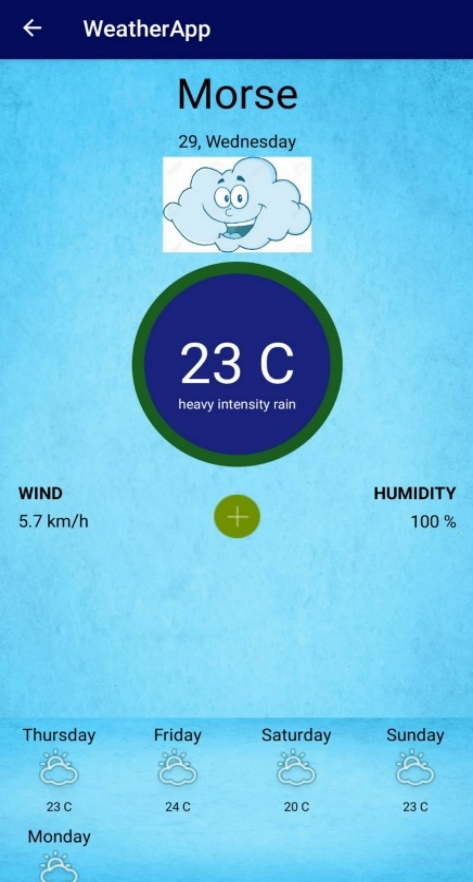 WeatherApp
Morse
29, Wednesday
23 C
heavy intensity rain
WIND
HUMIDITY
5.7 km/h
100 %
Thursday
Friday
Saturday
Sunday
23 C
24 C
20 C
23 C
Monday